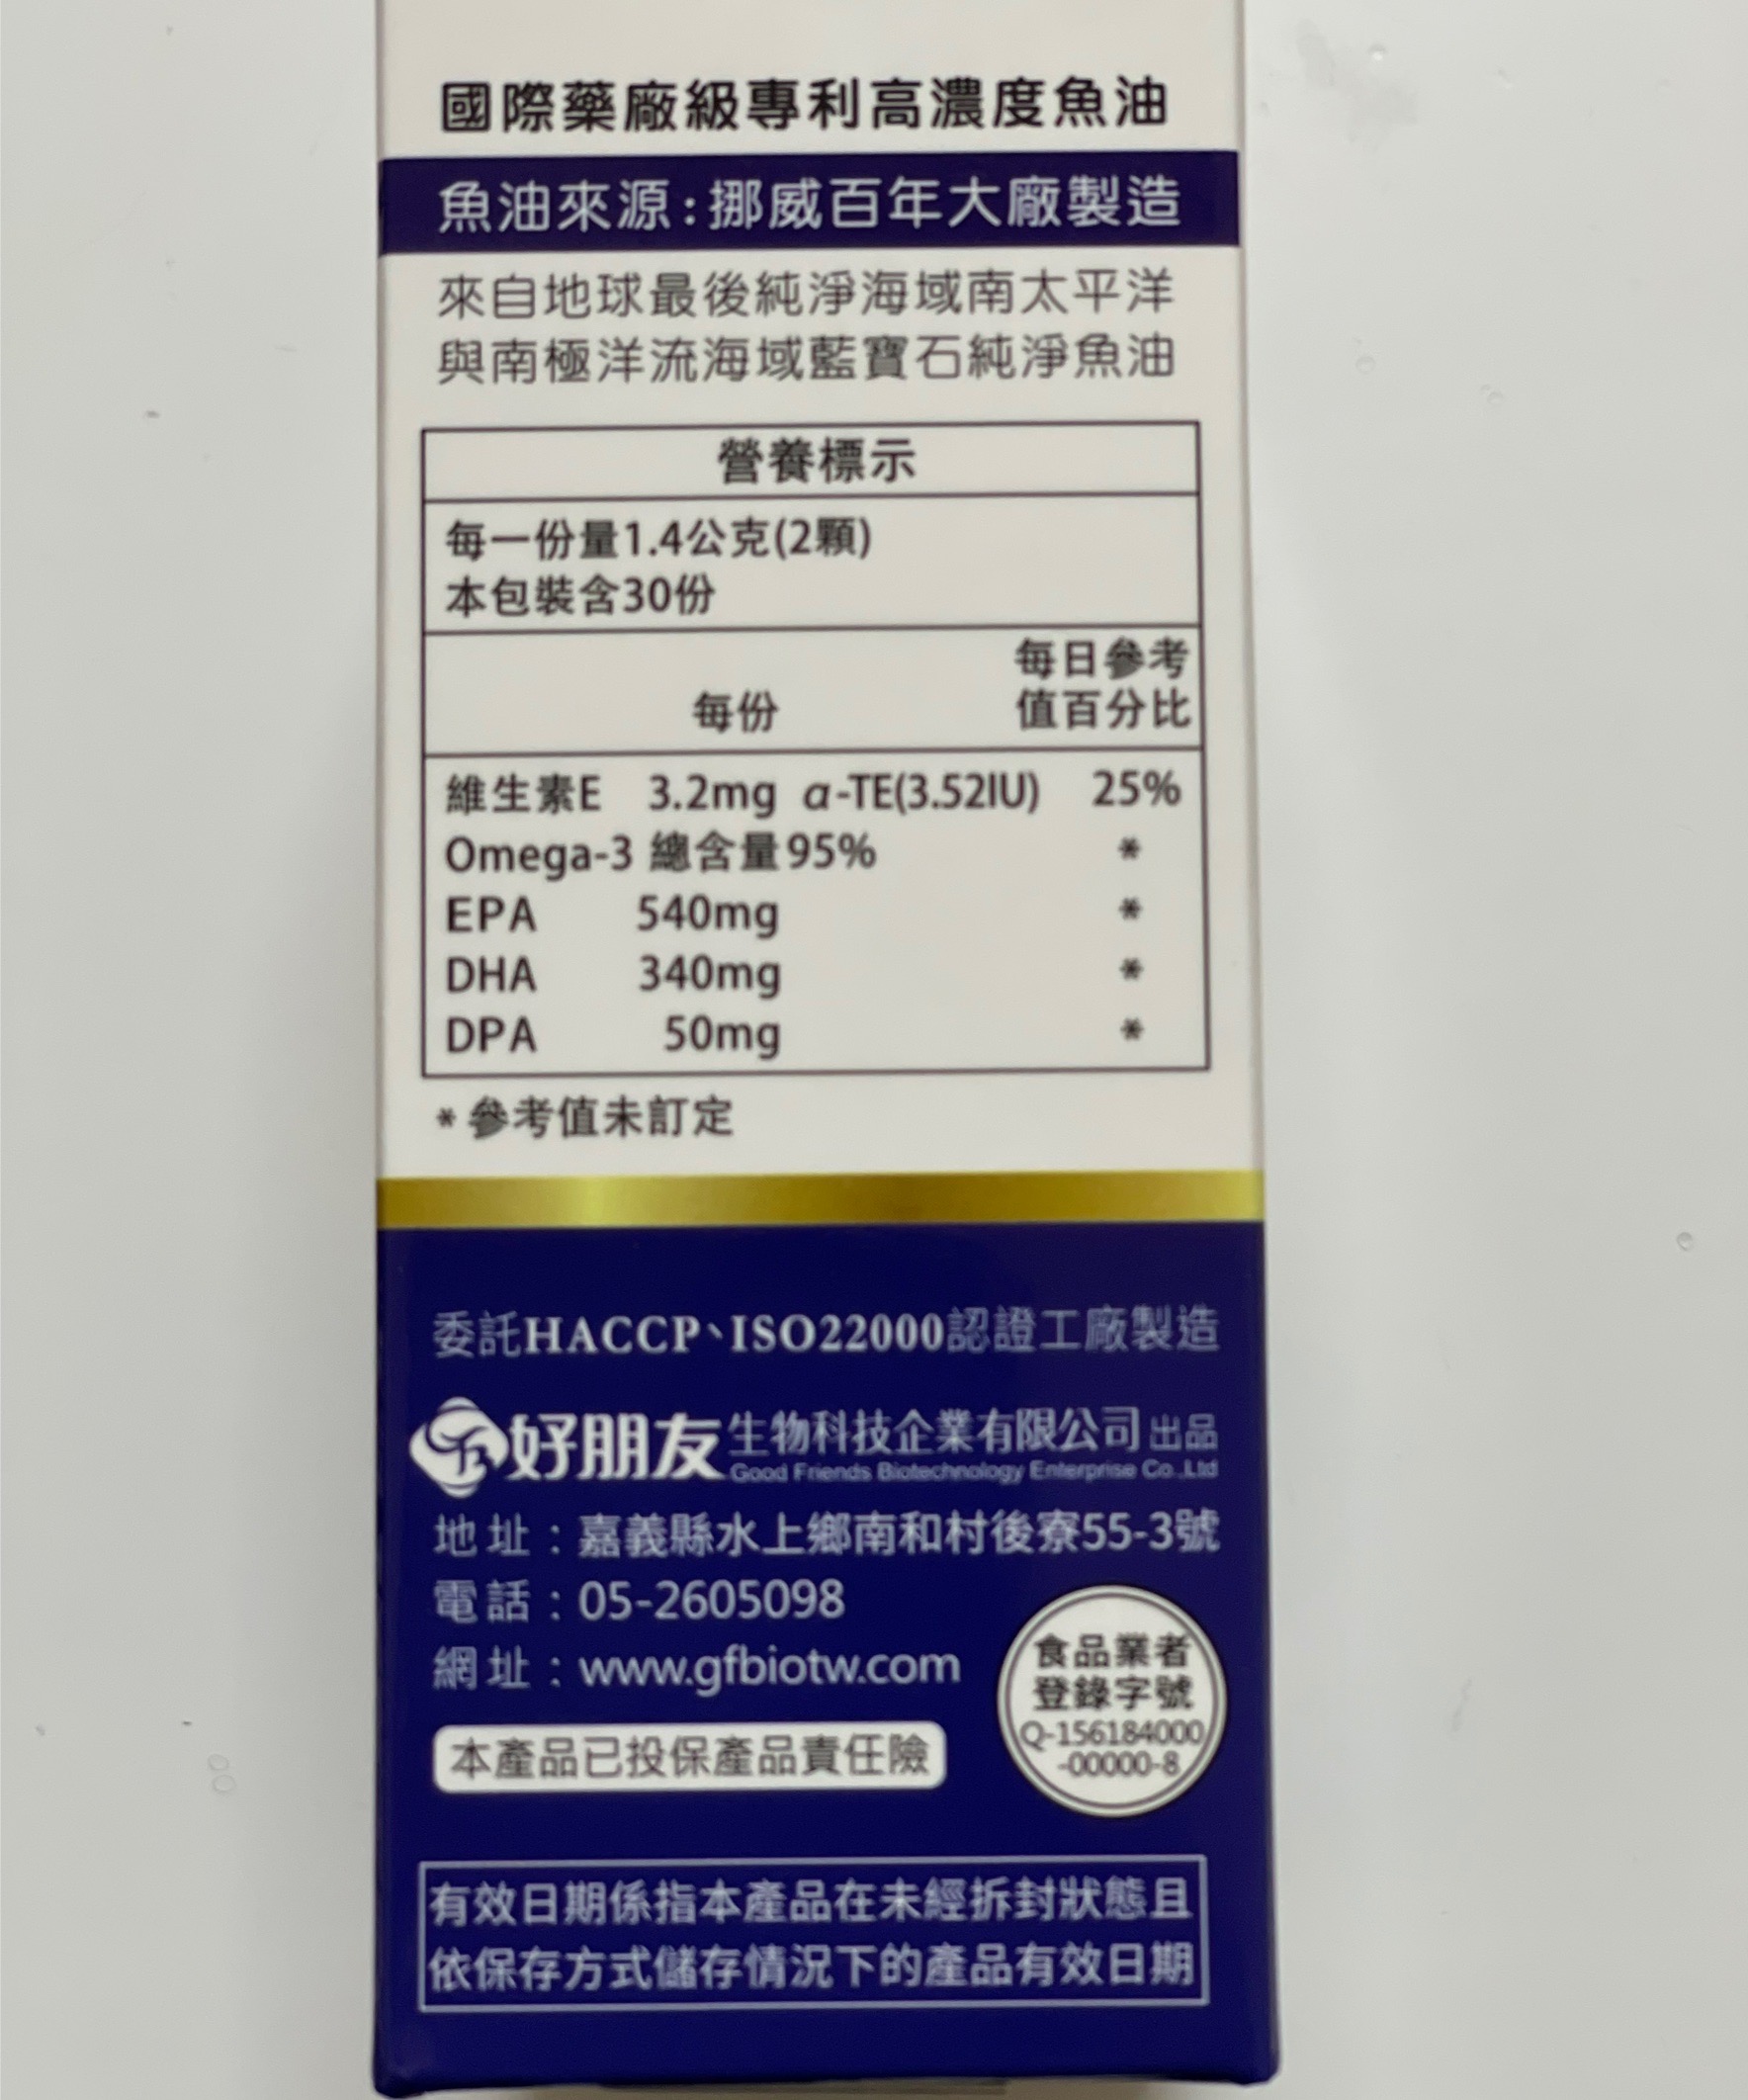 國際藥廠級專利高濃度魚油
魚油來源:挪威百年大廠製造
來自地球最後純淨海域南太平洋
與南極洋流海域藍寶石純淨魚油
營養標示
每一份量1.4公克(2顆)
本包裝含30份
每份 每日參考值百分比
維生素E 3.2mg α-TE(3.52IU) 25%
Omega-3 總含量95% *
EPA 540mg *
DHA 340mg *
DPA 50mg *
* 參考值未訂定
委託HACCP、ISO22000認證工廠製造
好朋友生物科技企業有限公司 出品
Good Friends Biotechnology Enterprise Co.,Ltd
地址：嘉義縣水上鄉南和村後寮55-3號
電話：05-2605098
網址：www.gfbiotw.com
食品業者
登錄字號
Q-156184000
-00000-8
本產品已投保產品責任險
有效日期係指本產品在未經拆封狀態且
依保存方式儲存情況下的產品有效日期